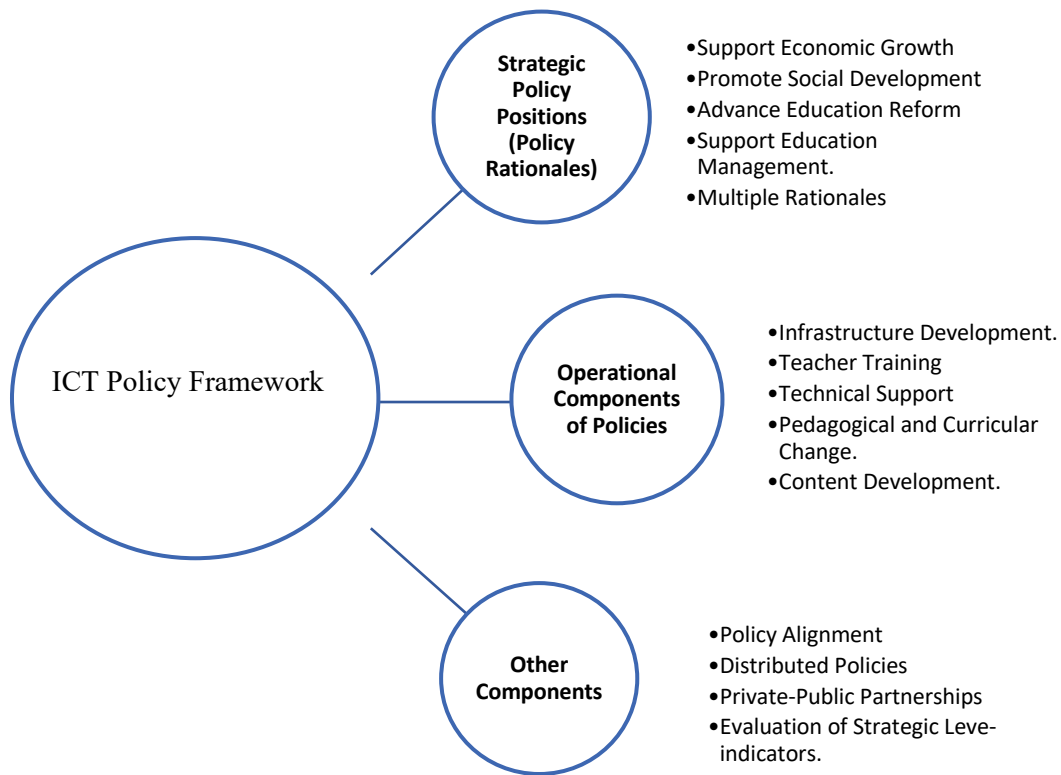 Strategic
Policy
Positions
(Policy
Rationales)
•Support Economic Growth
•Promote Social Development
•Advance Education Reform
•Support Education
Management.
•Multiple Rationales
ICT Policy Framework
Operational
Components
of Policies
•Infrastructure Development.
•Teacher Training
•Technical Support
•Pedagogical and Curricular
Change.
•Content Development.
Other
Components
•Policy Alignment
•Distributed Policies
•Private-Public Partnerships
•Evaluation of Strategic Leve-
indicators.